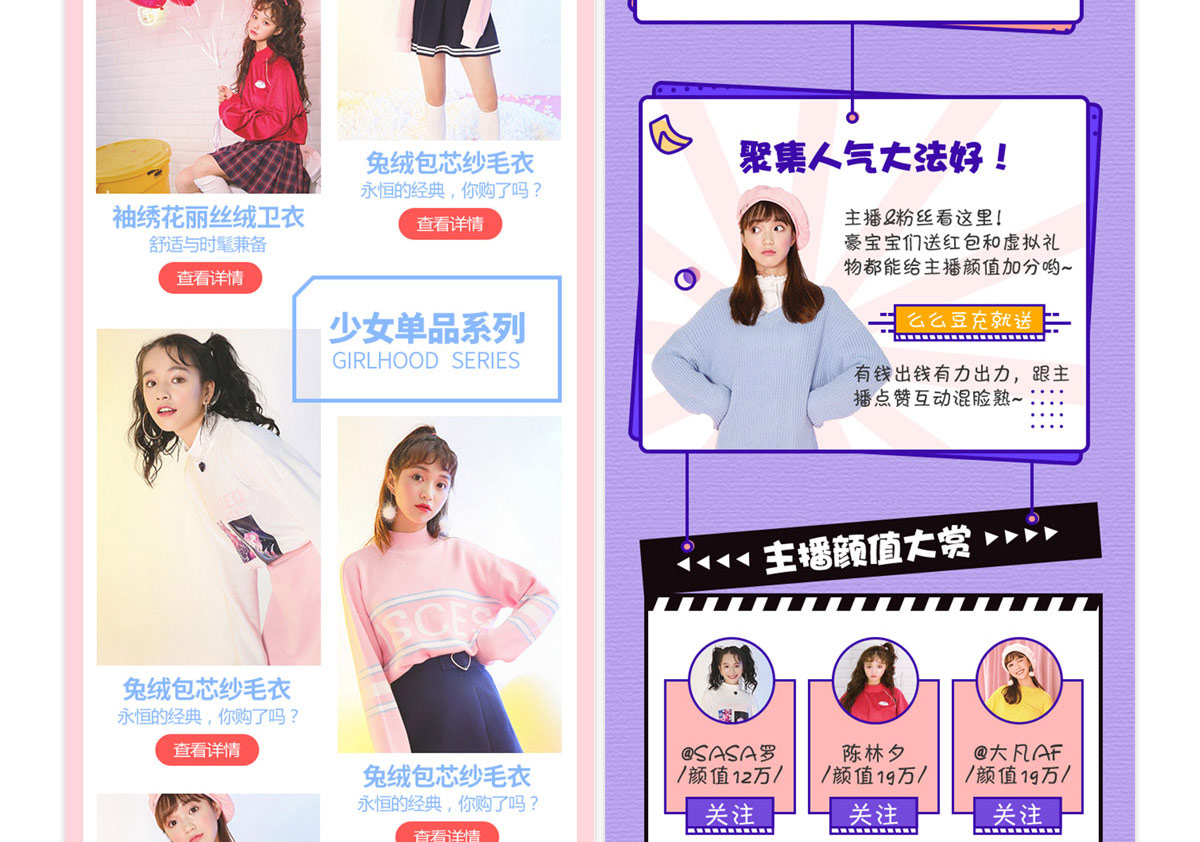 兔绒包芯纱毛衣
永恒的经典，你购了吗？
查看详情
袖绣花丽丝绒卫衣
舒适与时髦兼备
查看详情
少女单品系列
GIRLHOOD SERIES
SCES
兔绒包芯纱毛衣
永恒的经典，你购了吗？
查看详情
兔绒包芯纱毛衣
永恒的经典，你购了吗？
查看详情
聚集人气大法好！
主播&粉丝看这里!
豪宝宝们送红包和虚拟礼
物都能给主播颜值加分哟~
么么豆充就送
有钱出钱有力出力，跟主
播点赞互动混脸熟~
主播颜值大赏
@SASA罗
/颜值12万/
关注
陈林夕
/颜值19万/
关注
@大凡AF
/颜值19万/
关注